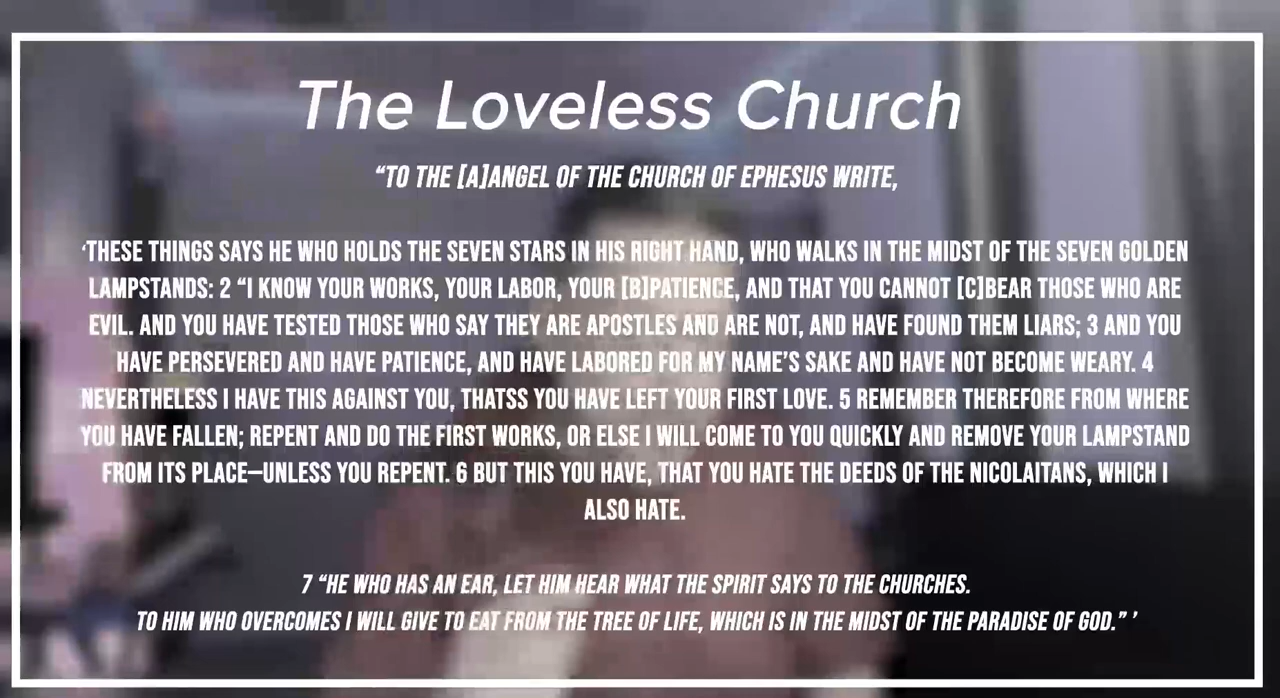 The Loveless Church
“TO THE [A]ANGEL OF THE CHURCH OF EPHESUS WRITE,
‘THESE THINGS SAYS HE WHO HOLDS THE SEVEN STARS IN HIS RIGHT HAND, WHO WALKS IN THE MIDST OF THE SEVEN GOLDEN
LAMPSTANDS: 2 “I KNOW YOUR WORKS, YOUR LABOR, YOUR [B]PATIENCE, AND THAT YOU CANNOT [C]BEAR THOSE WHO ARE
EVIL. AND YOU HAVE TESTED THOSE WHO SAY THEY ARE APOSTLES AND ARE NOT, AND HAVE FOUND THEM LIARS; 3 AND YOU
HAVE PERSEVERED AND HAVE PATIENCE, AND HAVE LABORED FOR MY NAME’S SAKE AND HAVE NOT BECOME WEARY. 4
NEVERTHELESS I HAVE THIS AGAINST YOU, THATSS YOU HAVE LEFT YOUR FIRST LOVE. 5 REMEMBER THEREFORE FROM WHERE
YOU HAVE FALLEN; REPENT AND DO THE FIRST WORKS, OR ELSE I WILL COME TO YOU QUICKLY AND REMOVE YOUR LAMPSTAND
FROM ITS PLACE—UNLESS YOU REPENT. 6 BUT THIS YOU HAVE, THAT YOU HATE THE DEEDS OF THE NICOLAITANS, WHICH I
ALSO HATE.
7 “HE WHO HAS AN EAR, LET HIM HEAR WHAT THE SPIRIT SAYS TO THE CHURCHES.
TO HIM WHO OVERCOMES I WILL GIVE TO EAT FROM THE TREE OF LIFE, WHICH IS IN THE MIDST OF THE PARADISE OF GOD.” ’